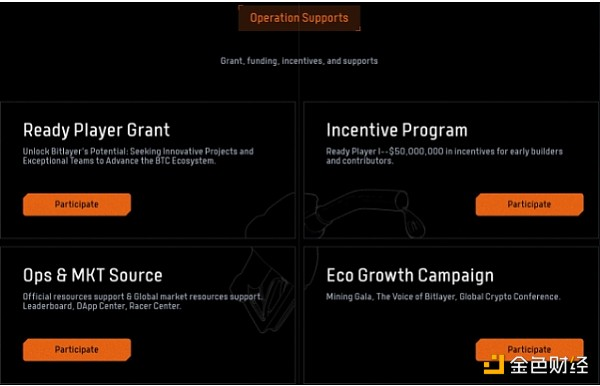 Operation Supports
Grant, funding, incentives, and supports
Ready Player Grant
Unlock Bitlayer's Potential: Seeking Innovative Projects and
Exceptional Teams to Advance the BTC Ecosystem.
Participate
Incentive Program
Ready Player I--$50,000,000 in incentives for early builders
and contributors.
Participate
Ops & MKT Source
Official resources support & Global market resources support.
Leaderboard, DApp Center, Racer Center.
Participate
Eco Growth Campaign
Mining Gala, The Voice of Bitlayer, Global Crypto Conference.
Participate
金色财经